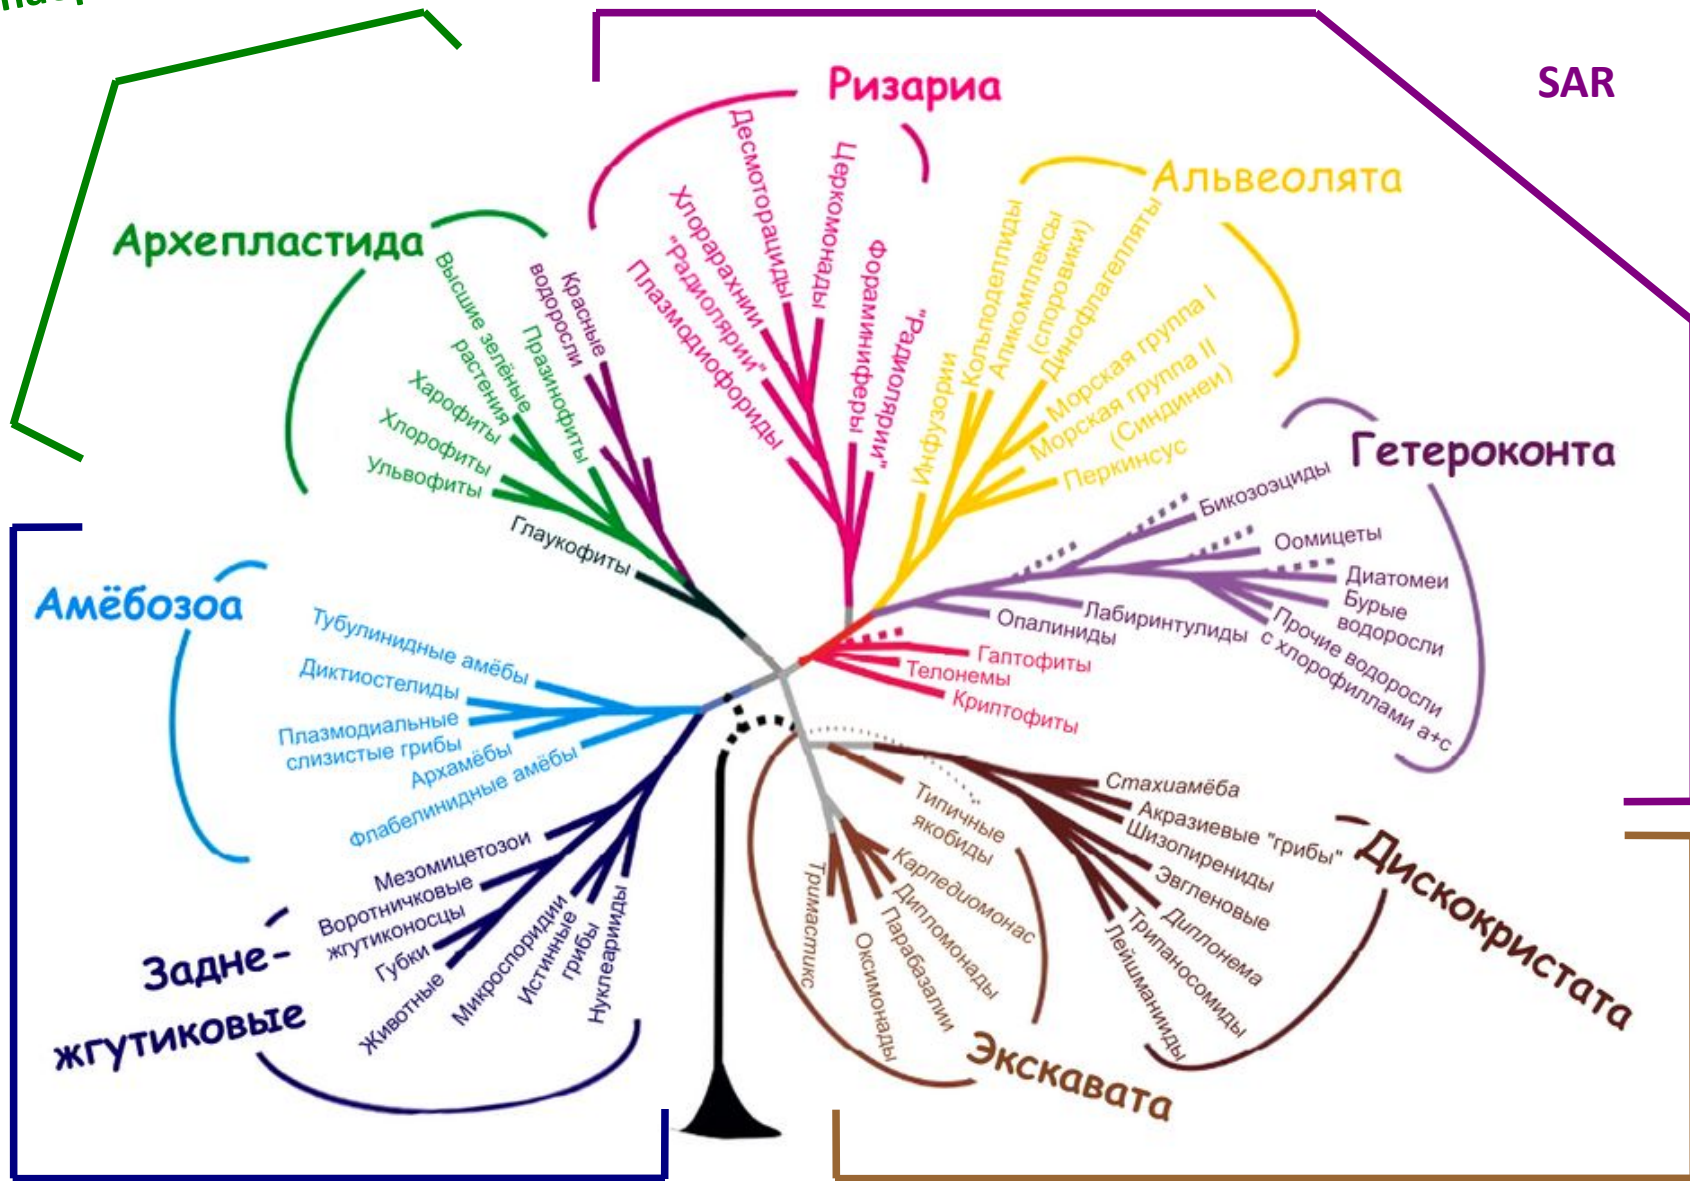 SAR
Ризариа
Десмоторациды
Церкомонады
Хлорарахнии
"Радиолярии"
Плазмодиофориды
Фораминиферы
"Радиолярии"
Альвеолята
Инфузории
Кольподеллиды
Апикомплексы
(споровики)
Динофлагелляты
Морская группа I
Морская группа II
(Синдинеи)
Перкинсус
Гетероконта
Бикозоэциды
Оомицеты
Диатомеи
Бурые
водоросли
Прочие водоросли
с хлорофиллами a+c
Лабиринтулиды
Опалиниды
Гаптофиты
Телонемы
Криптофиты
Архепластида
Красные
водоросли
Празинофиты
Высшие зелёные
растения
Харофиты
Хлорофиты
Ульвофиты
Глаукофиты
Амёбозоа
Тубулинидные амёбы
Диктиостелиды
Плазмодиальные
слизистые грибы
Архамёбы
Флабелинидные амёбы
Задне-
жгутиковые
Мезомицетозои
Воротничковые
жгутиконосцы
Губки
Животные
Микроспоридии
Истинные
грибы
Нуклеарииды
Экскавата
Типичные
якобиды
Карпедиомонас
Дипломонады
Парабазалии
Оксимонады
Тримастикс
Дискокристата
Стахиамёба
Акразиевые "грибы"
Шизопирениды
Эвгленовые
Диплонема
Трипаносомиды
Лейшманииды